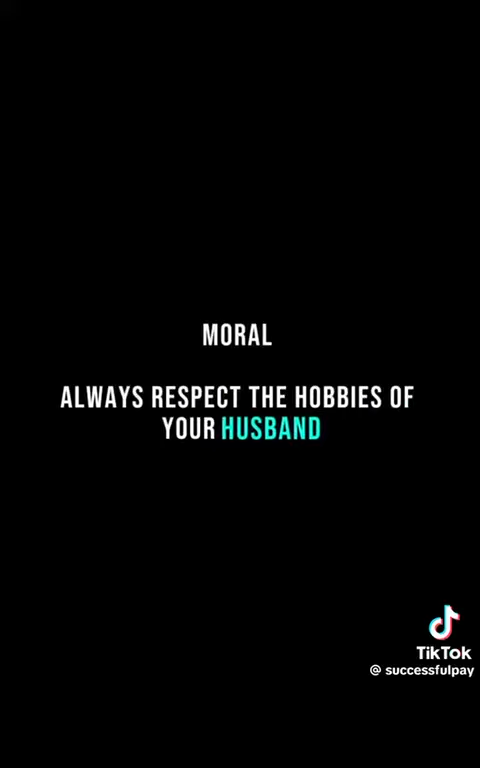 MORAL
ALWAYS RESPECT THE HOBBIES OF
YOUR HUSBAND
TikTok
@ successfulpay